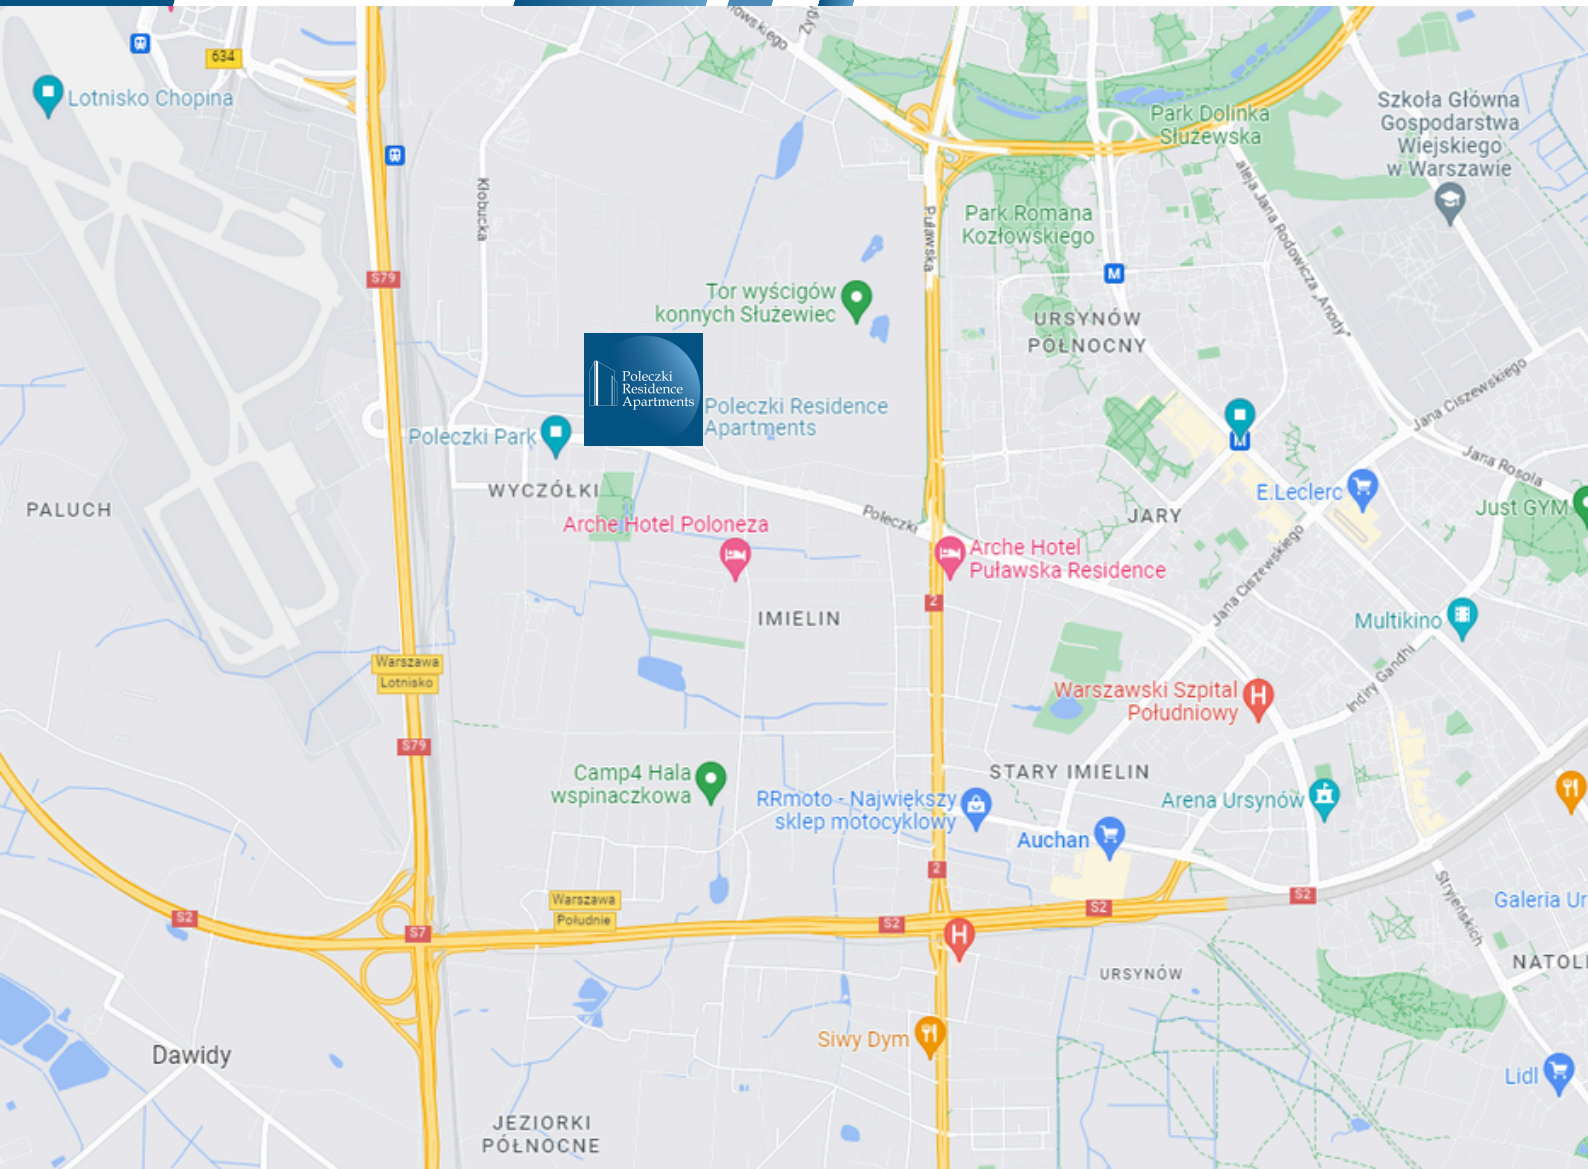 634
Lotnisko Chopina
Kłobucka
S79
Puławska
Park Dolinka
Służewska
Szkoła Główna
Gospodarstwa
Wiejskiego
w Warszawie
aleja Jana Rodowicza „Anody"
Park Romana
Kozłowskiego
M
Tor wyścigów
konnych Służewiec
URSYNÓW
PÓŁNOCNY
Poleczki
Residence
Apartments
Poleczki Residence
Apartments
Poleczki Park
Jana Ciszewskiego
M
Jana Rosoła
E.Leclerc
Just GYM
PALUCH
WYCZÓŁKI
Poleczki
JARY
Arche Hotel Poloneza
Arche Hotel
Puławska Residence
Jana Ciszewskiego
2
IMIELIN
Multikino
Indiry Gandhi
Warszawa
Lotnisko
Warszawski Szpital
Południowy
H
S79
STARY IMIELIN
Camp4 Hala
wspinaczkowa
RRmoto - Największy
sklep motocyklowy
Arena Ursynów
Auchan
2
Stryjeńskich
Warszawa
Południe
S2
S7
S2
S2
S2
Galeria Ur
H
URSYNÓW
NATOLI
Siwy Dym
Dawidy
Lidl
JEZIORKI
PÓŁNOCNE